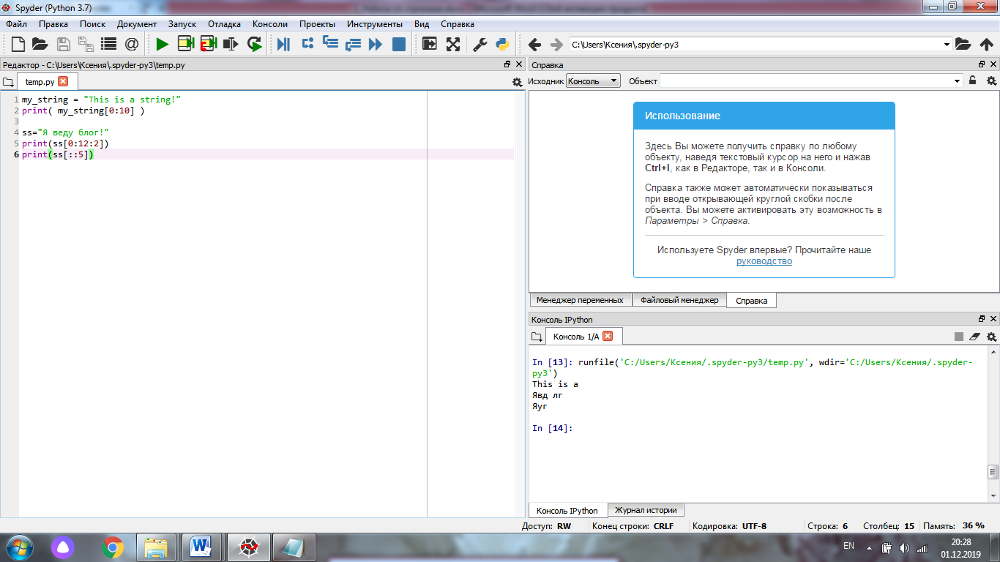 Spyder (Python 3.7)
Файл Правка Поиск Документ Запуск Отладка Консоли Проекты Инструменты Вид Справка
C:\Users\Ксения\.spyder-py3
Редактор - C:\Users\Ксения\.spyder-py3\temp.py
temp.py
1 my_string = "This is a string!"
2 print( my_string[0:10] )
3
4 ss="Я веду блог!"
5 print(ss[0:12:2])
6 print(ss[::5])
Справка
Исходник Консоль Объект
Использование
Здесь Вы можете получить справку по любому
объекту, наведя текстовый курсор на него и нажав
Ctrl+I, как в Редакторе, так и в Консоли.
Справка также может автоматически показываться
при вводе открывающей круглой скобки после
объекта. Вы можете активировать эту возможность в
Параметры > Справка.
Используете Spyder впервые? Прочитайте наше
руководство
Менеджер переменных Файловый менеджер Справка
Консоль IPython
Консоль 1/A
In [13]: runfile('C:/Users/Ксения/.spyder-py3/temp.py', wdir='C:/Users/Ксения/.spyder-
py3')
This is a
Явд лг
Яуг
In [14]:
Консоль IPython Журнал истории
Доступ: RW Конец строки: CRLF Кодировка: UTF-8 Строка: 6 Столбец: 15 Память: 36 %
EN
20:28
01.12.2019